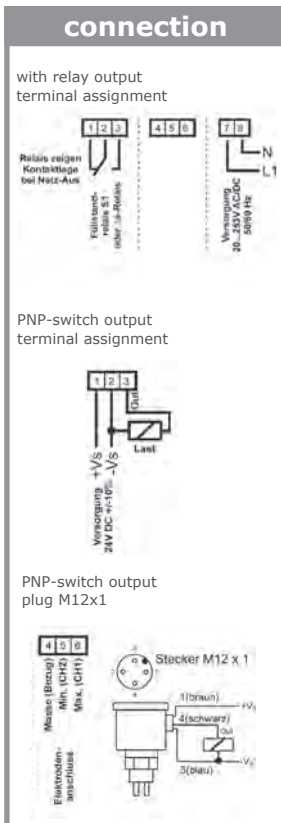 connection
with relay output
terminal assignment
1 2 3
4 5 6
7 8
N
L1
Relais zeigen
Kontaktlage
bei Netz-Aus
Füllstand-
relais S1
oder
-Relais
Versorgung
20... 253V AC/DC
50/60 Hz
PNP-switch output
terminal assignment
1 2 3
Out
Last
+Vs
-Vs
Versorgung
24V DC +/-10%
PNP-switch output
plug M12x1
4 5 6
Masse (Bezug)
Min. (CH2)
Max. (CH1)
Elektroden-
anschluss
Stecker M12 x 1
1(braun)
+Vs
4(schwarz)
Out
3(blau)
-Vs